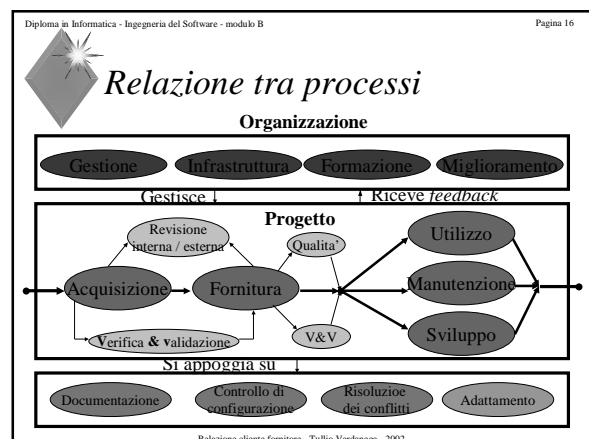 Diploma in Informatica - Ingegneria del Software - modulo B
Pagina 16
Relazione tra processi
Organizzazione
Gestione
Infrastruttura
Formazione
Miglioramento
Gestisce
Riceve feedback
Progetto
Revisione
interna / esterna
Qualita'
Utilizzo
Acquisizione
Fornitura
Manutenzione
Verifica & validazione
V&V
Sviluppo
Si appoggia su
Documentazione
Controllo di
configurazione
Risoluzioe
dei conflitti
Adattamento
Relazione cliente fornitore - Tullio Vardanega - 2002